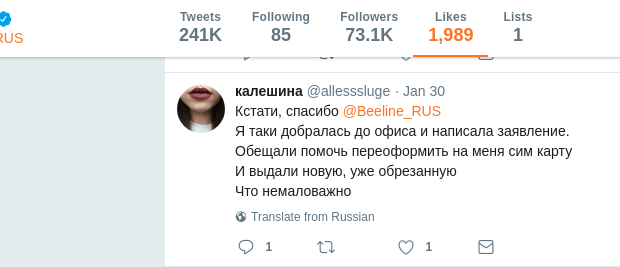 Tweets Following Followers Likes Lists
RUS 241K 85 73.1K 1,989 1
калешина @allesssluge · Jan 30
Кстати, спасибо @Beeline_RUS
Я таки добралась до офиса и написала заявление.
Обещали помочь переоформить на меня сим карту
И выдали новую, уже обрезанную
Что немаловажно
Translate from Russian
1 1